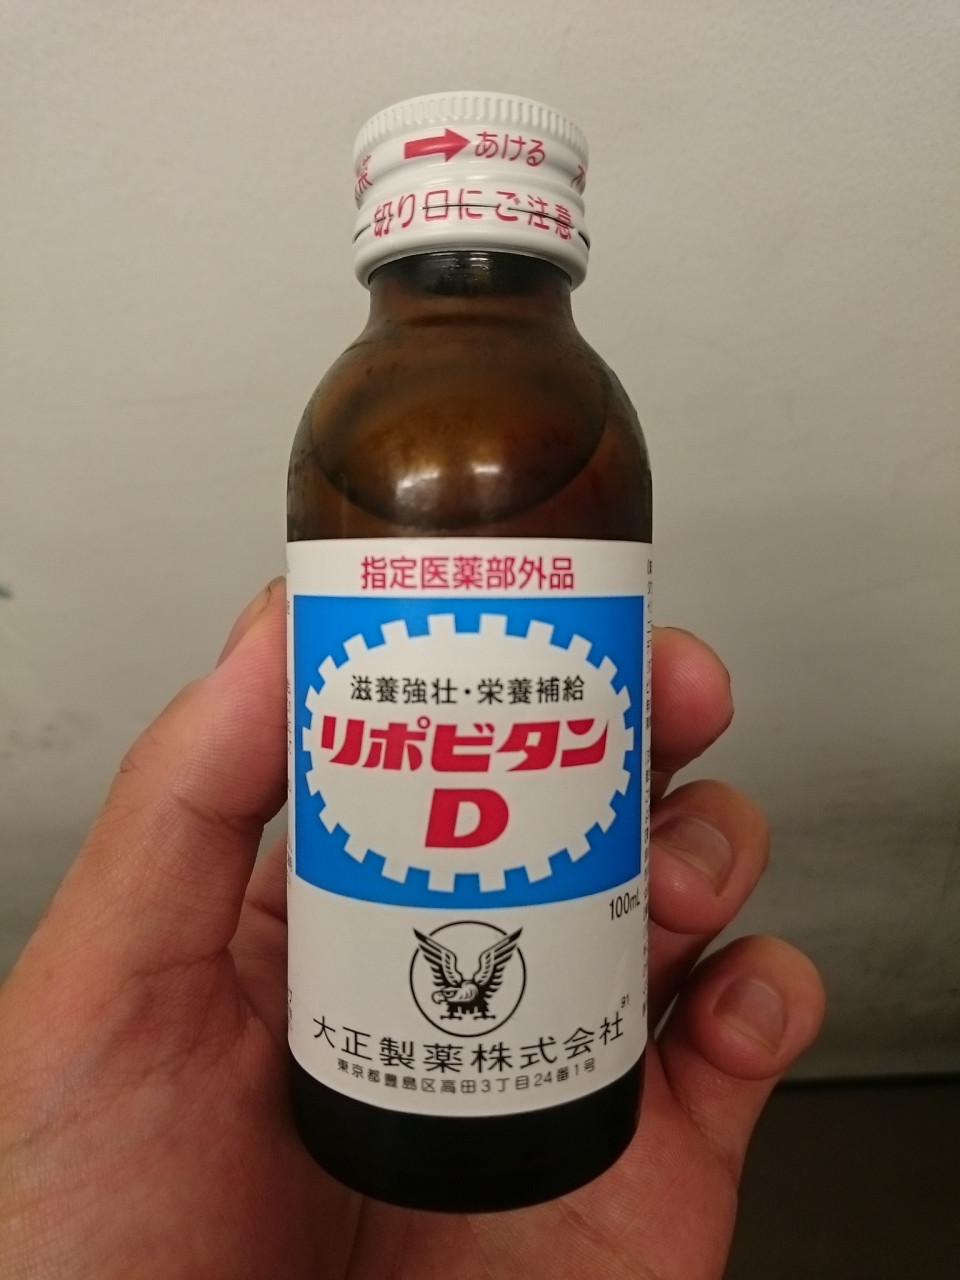 あける
切り口にご注意
指定医薬部外品
滋養強壮・栄養補給
リポビタン
D
100mL
91
大正製薬株式会社
東京都豊島区高田3丁目24番1号